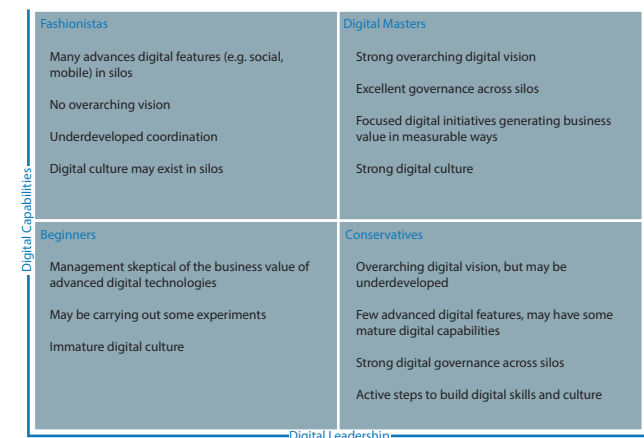 Fashionistas
Many advances digital features (e.g. social,
mobile) in silos
No overarching vision
Underdeveloped coordination
Digital culture may exist in silos
Digital Masters
Strong overarching digital vision
Excellent governance across silos
Focused digital initiatives generating business
value in measurable ways
Strong digital culture
Digital Capabilities
Beginners
Management skeptical of the business value of
advanced digital technologies
May be carrying out some experiments
Immature digital culture
Conservatives
Overarching digital vision, but may be
underdeveloped
Few advanced digital features, may have some
mature digital capabilities
Strong digital governance across silos
Active steps to build digital skills and culture
Digital Leadership